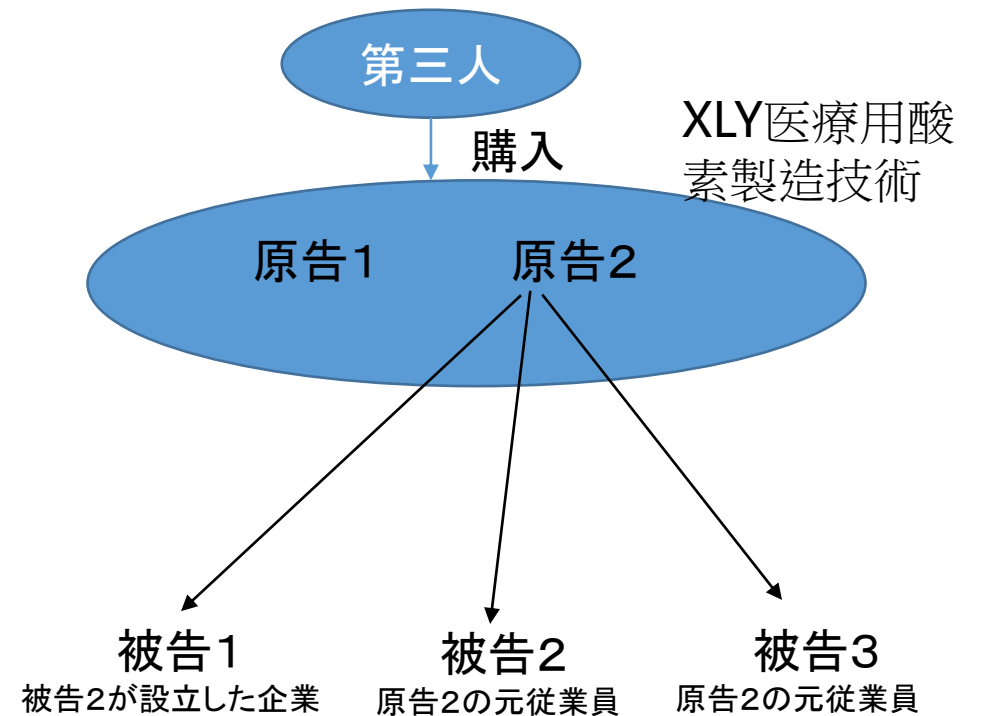 第三人
購入
XLY医療用酸
素製造技術
原告１
原告２
被告１
被告２が設立した企業
被告２
原告２の元従業員
被告３
原告２の元従業員